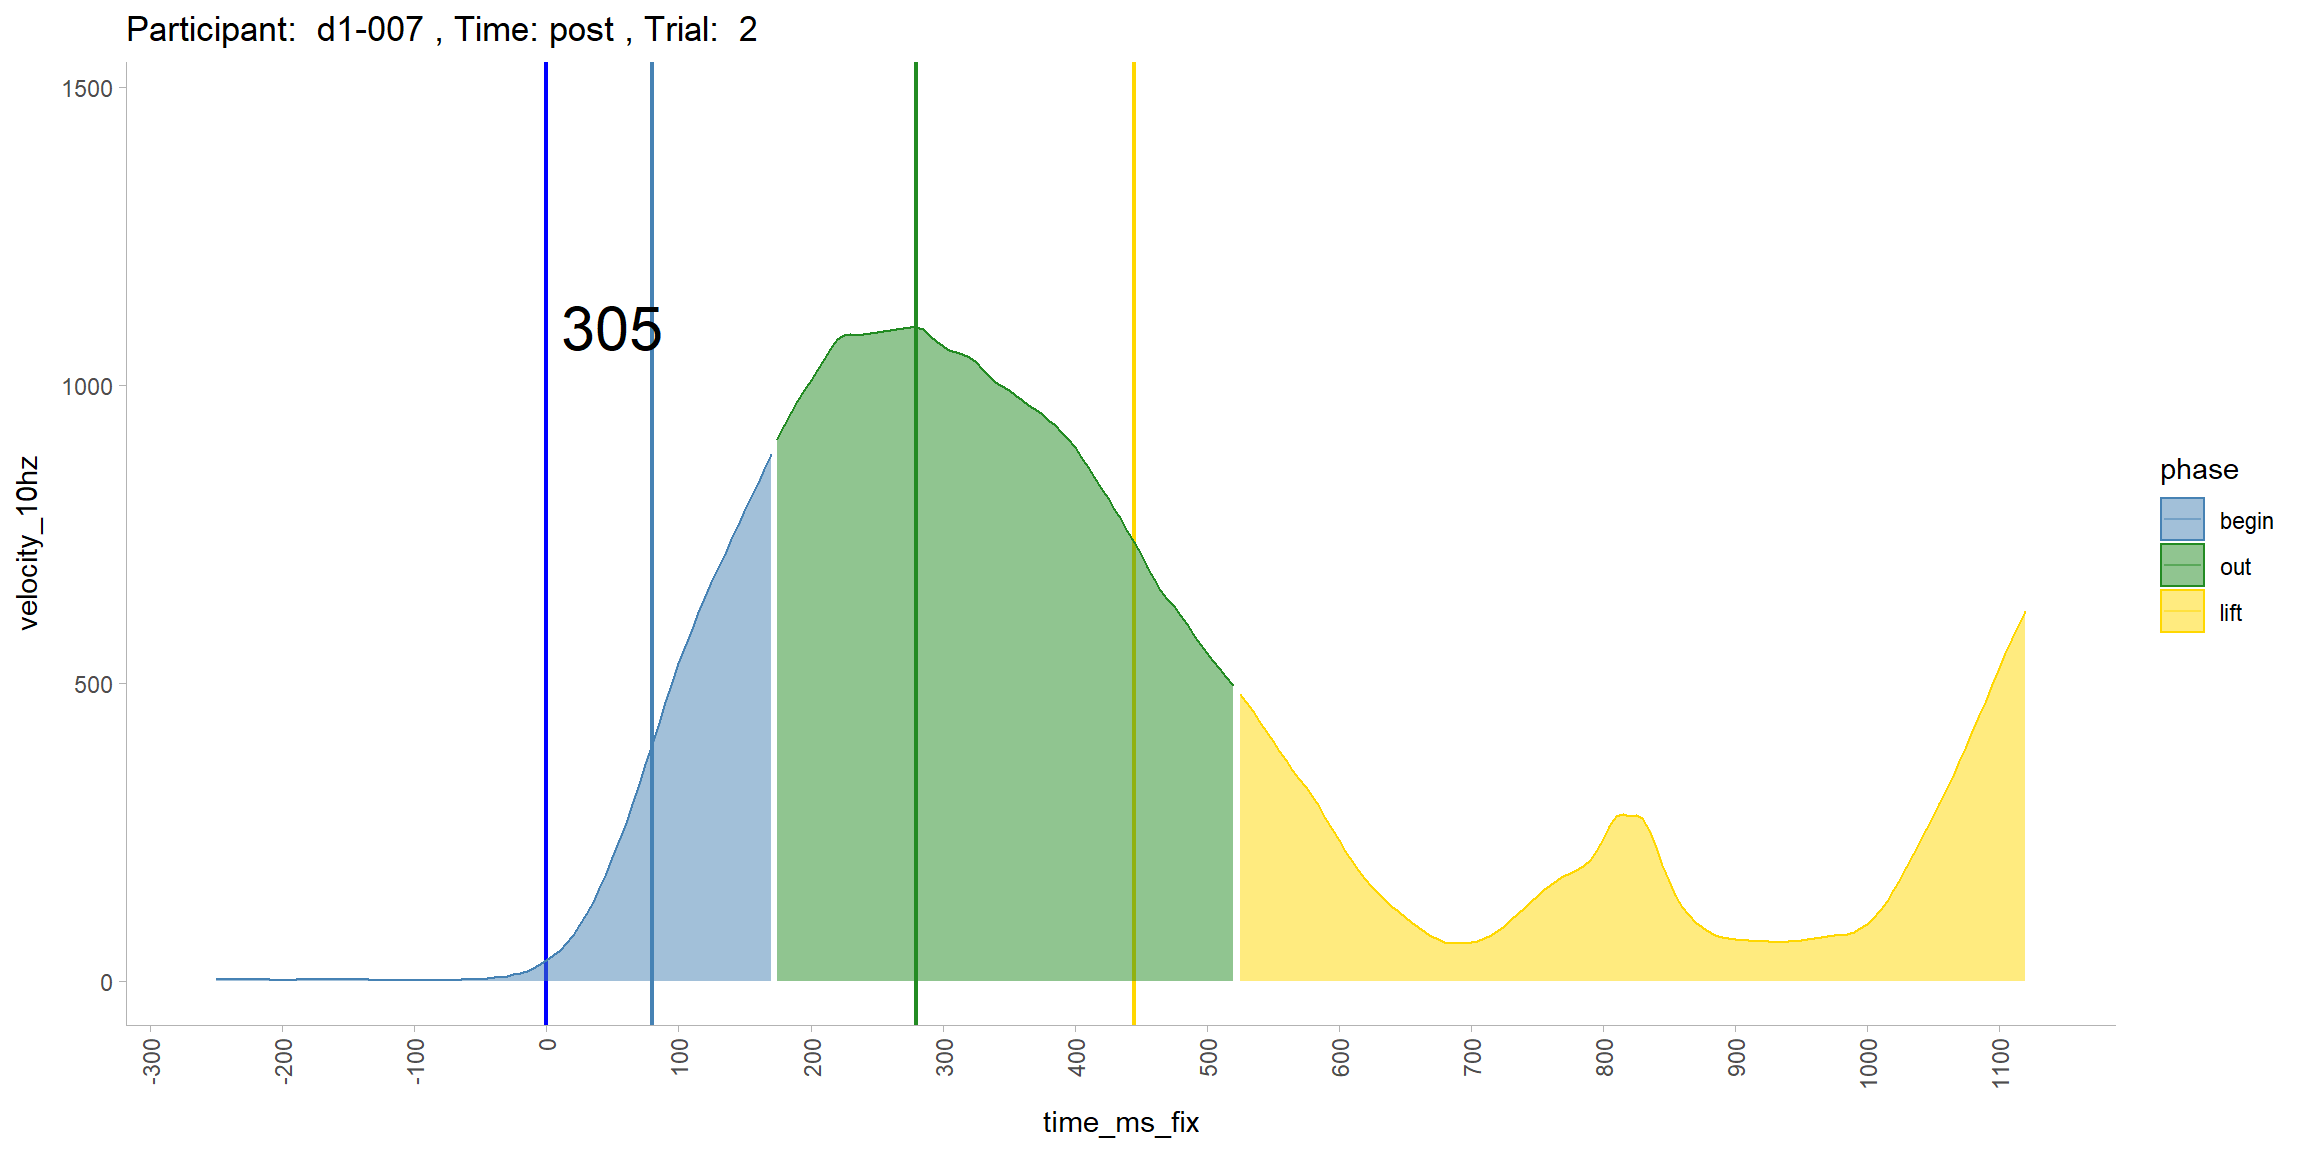 Participant:  d1-007 , Time: post , Trial:  2
1500
1000
500
0
velocity_10hz
305
-300
-200
-100
0
100
200
300
400
500
600
700
800
900
1000
1100
time_ms_fix
phase
begin
out
lift